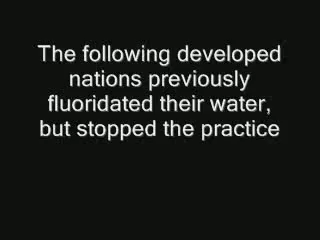 The following developed
nations previously
fluoridated their water,
but stopped the practice